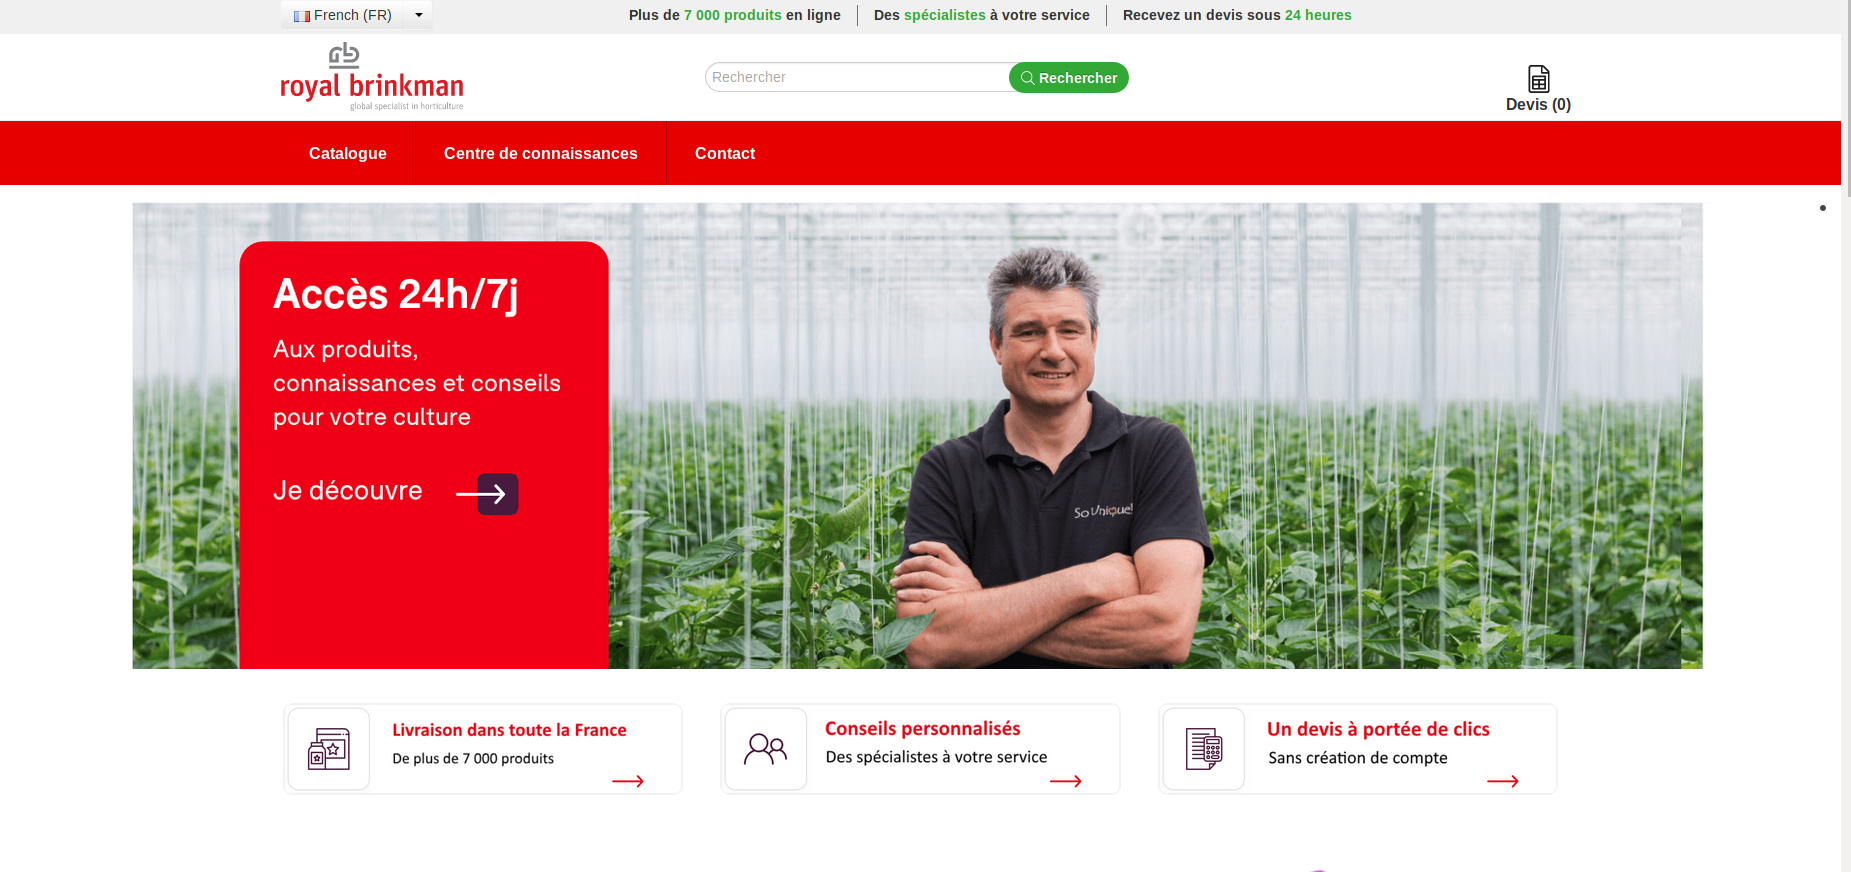 French (FR)
Plus de 7 000 produits en ligne
Des spécialistes à votre service
Recevez un devis sous 24 heures
royal brinkman
global specialist in horticulture
Rechercher
Rechercher
Devis (0)
Catalogue
Centre de connaissances
Contact
Accès 24h/7j
Aux produits,
connaissances et conseils
pour votre culture
Je découvre
So Unique!
Livraison dans toute la France
De plus de 7 000 produits
Conseils personnalisés
Des spécialistes à votre service
Un devis à portée de clics
Sans création de compte